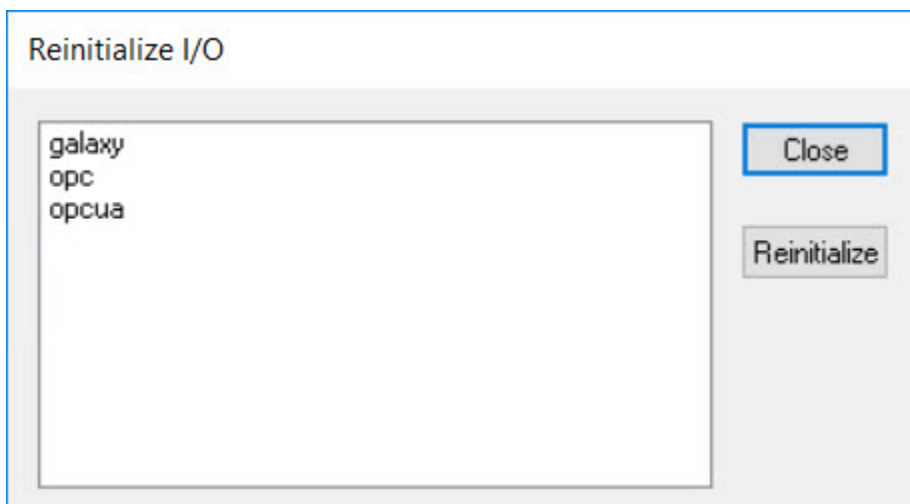 Reinitialize I/O
galaxy
opc
opcua
Close
Reinitialize